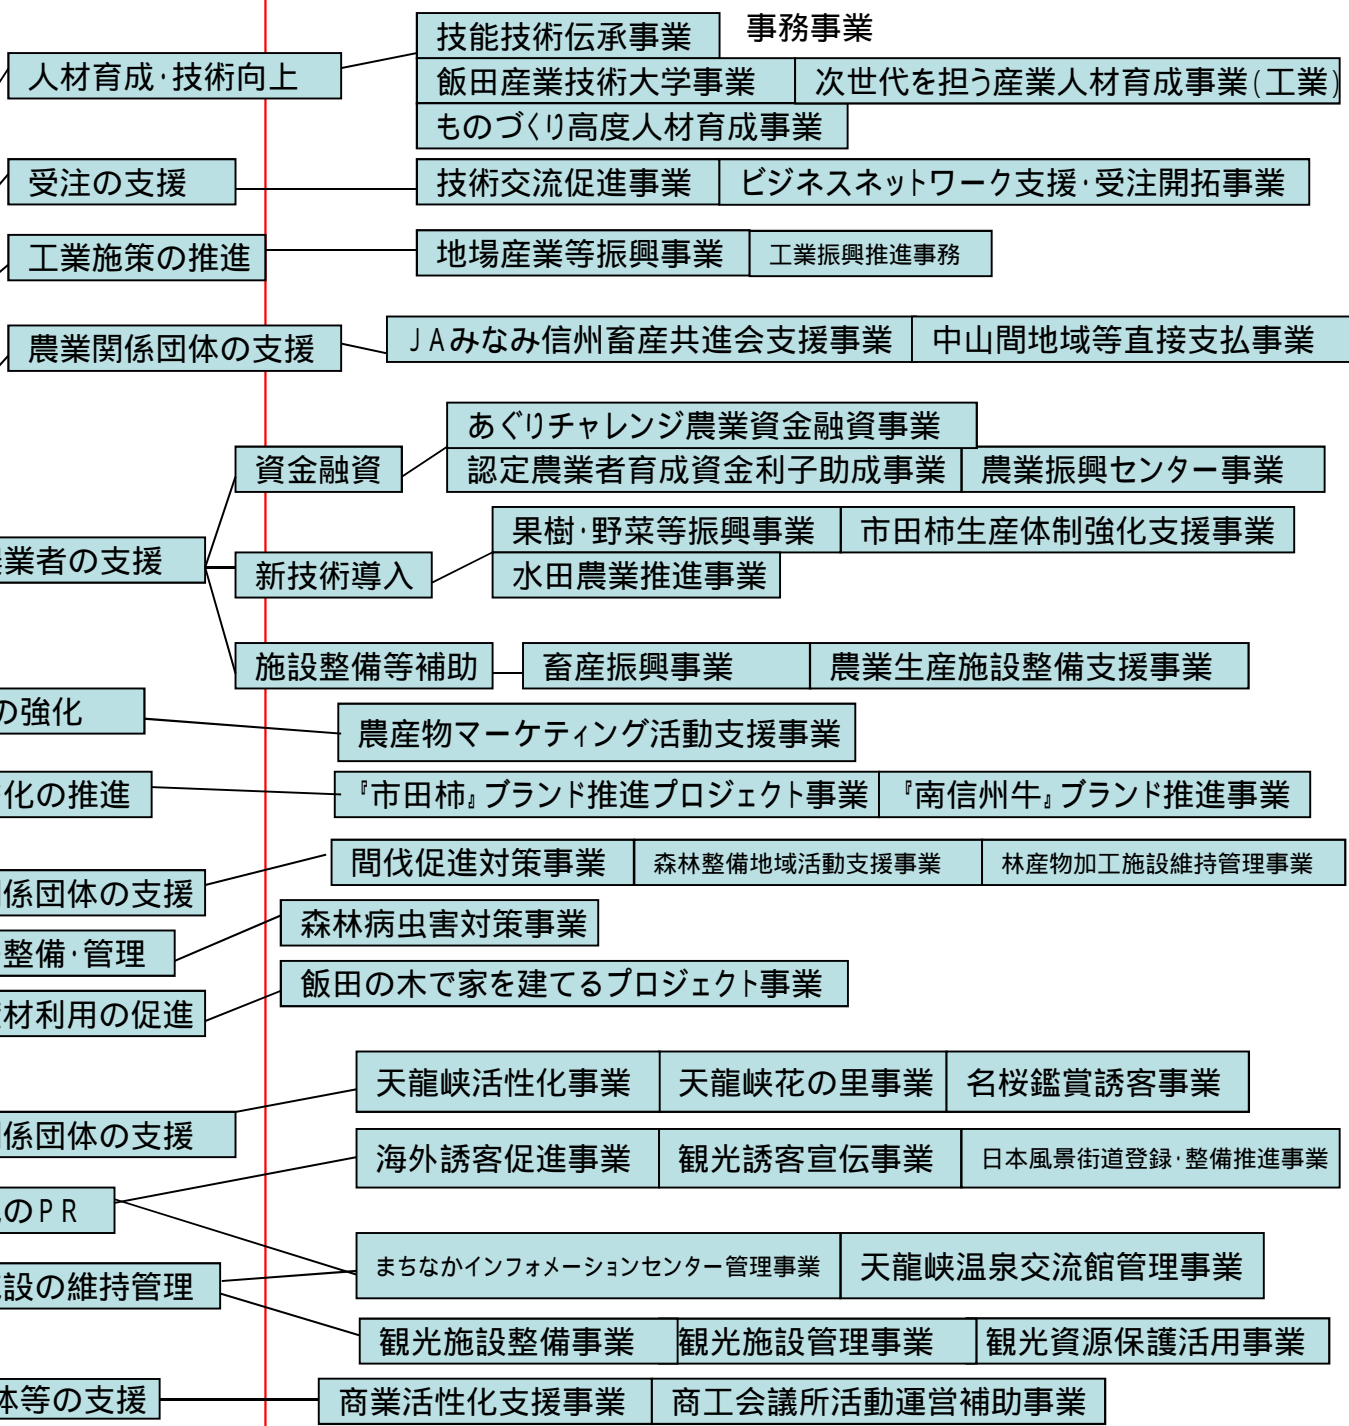 事務事業
人材育成・技術向上
技能技術伝承事業
飯田産業技術大学事業 次世代を担う産業人材育成事業(工業)
ものづくり高度人材育成事業
受注の支援 技術交流促進事業 ビジネスネットワーク支援・受注開拓事業
工業施策の推進 地場産業等振興事業 工業振興推進事務
農業関係団体の支援 JAみなみ信州畜産共進会支援事業 中山間地域等直接支払事業
業者の支援
資金融資
あぐりチャレンジ農業資金融資事業
認定農業者育成資金利子助成事業 農業振興センター事業
新技術導入
果樹・野菜等振興事業 市田柿生産体制強化支援事業
水田農業推進事業
施設整備等補助 畜産振興事業 農業生産施設整備支援事業
の強化 農産物マーケティング活動支援事業
化の推進 『市田柿』ブランド推進プロジェクト事業 『南信州牛』ブランド推進事業
係団体の支援 間伐促進対策事業 森林整備地域活動支援事業 林産物加工施設維持管理事業
整備・管理 森林病虫害対策事業
材利用の促進 飯田の木で家を建てるプロジェクト事業
係団体の支援 天龍峡活性化事業 天龍峡花の里事業 名桜鑑賞誘客事業
のPR 海外誘客促進事業 観光誘客宣伝事業 日本風景街道登録・整備推進事業
設の維持管理 まちなかインフォメーションセンター管理事業 天龍峡温泉交流館管理事業
観光施設整備事業 観光施設管理事業 観光資源保護活用事業
体等の支援 商業活性化支援事業 商工会議所活動運営補助事業